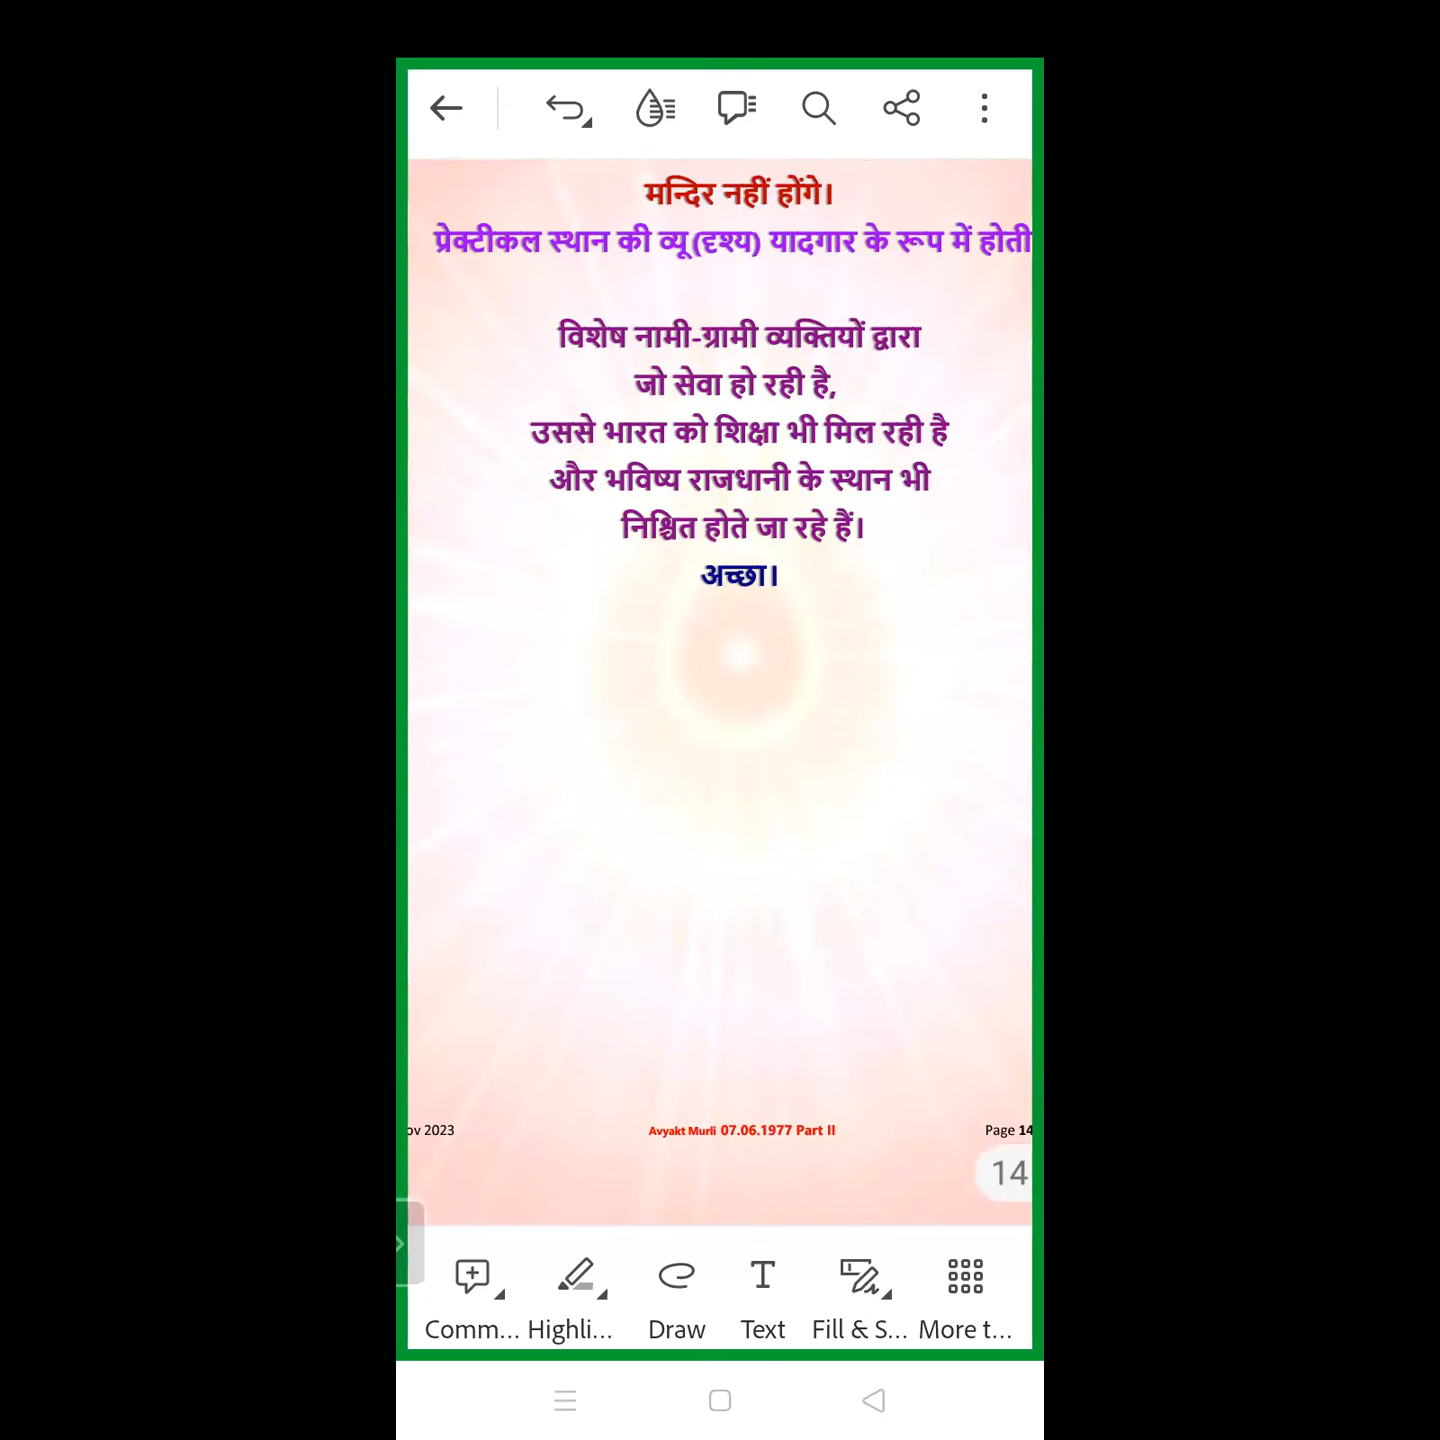 मन्दिर नहीं होंगे।
प्रेक्टीकल स्थान की व्यू (दृश्य) यादगार के रूप में होती
विशेष नामी-ग्रामी व्यक्तियों द्वारा
जो सेवा हो रही है,
उससे भारत को शिक्षा भी मिल रही है
और भविष्य राजधानी के स्थान भी
निश्चित होते जा रहे हैं।
अच्छा।
ov 2023 Avyakt Murli 07.06.1977 Part II Page 14
14
Comm... Highli... Draw Text Fill & S... More t...